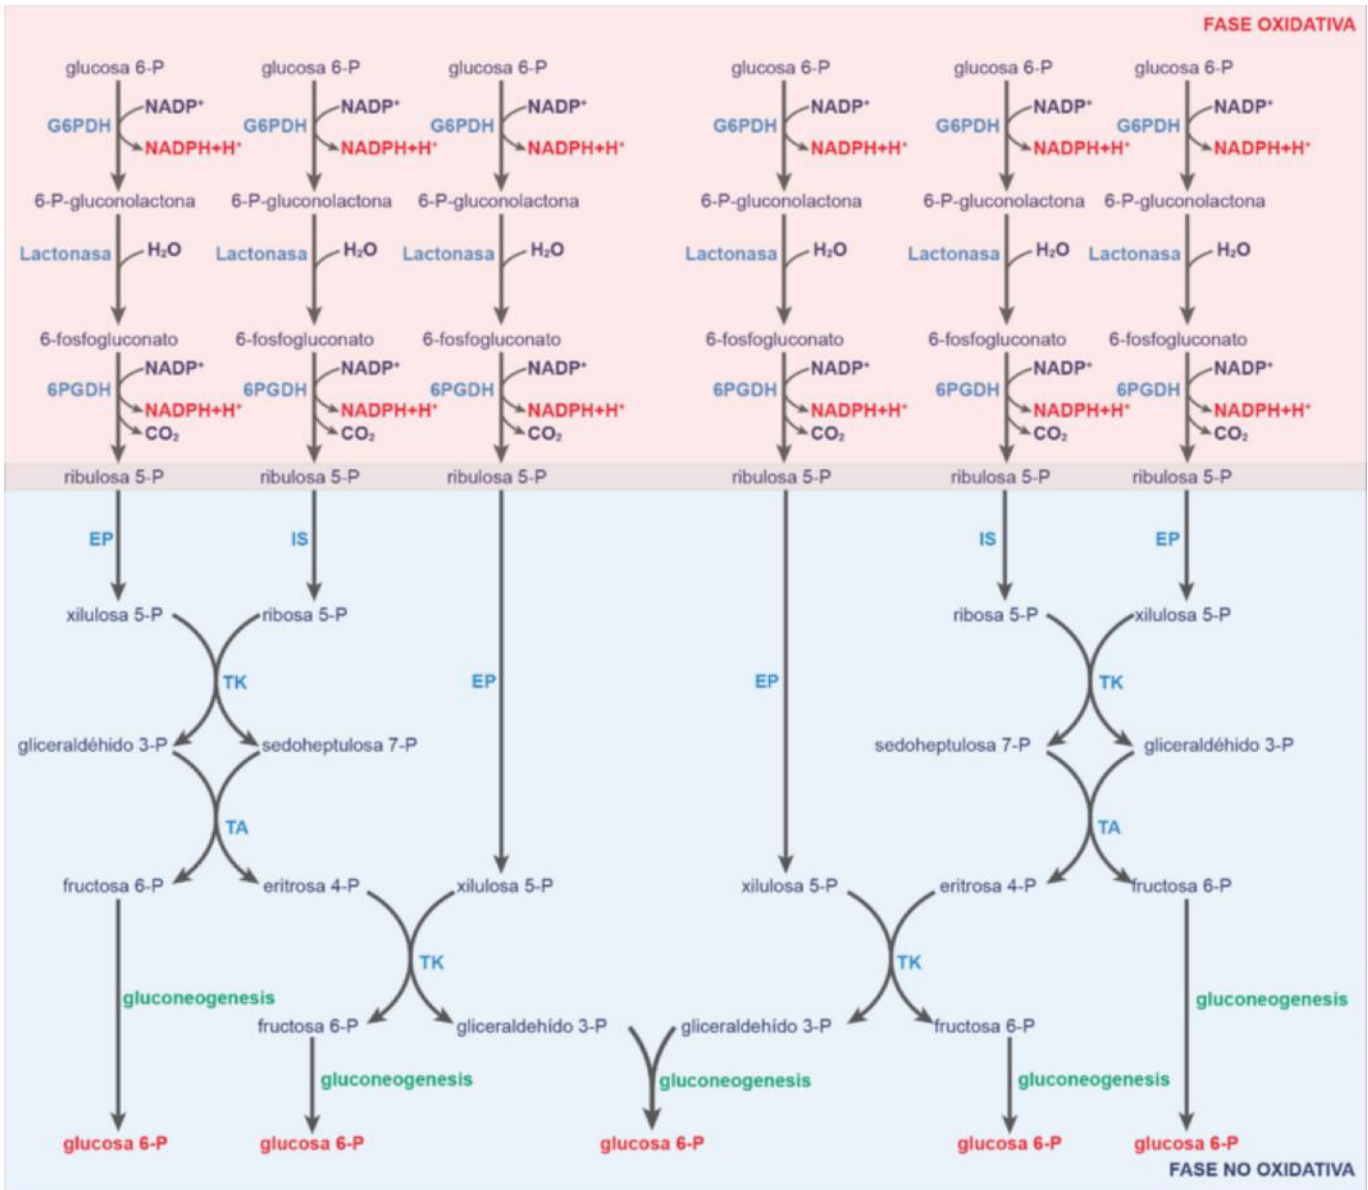 FASE OXIDATIVA
glucosa 6-P glucosa 6-P glucosa 6-P glucosa 6-P glucosa 6-P glucosa 6-P
NADP⁺ NADP⁺ NADP⁺ NADP⁺ NADP⁺ NADP⁺
G6PDH G6PDH G6PDH G6PDH G6PDH G6PDH
NADPH+H⁺ NADPH+H⁺ NADPH+H⁺ NADPH+H⁺ NADPH+H⁺ NADPH+H⁺
6-P-gluconolactona 6-P-gluconolactona 6-P-gluconolactona 6-P-gluconolactona 6-P-gluconolactona 6-P-gluconolactona
Lactonasa H₂O Lactonasa H₂O Lactonasa H₂O Lactonasa H₂O Lactonasa H₂O Lactonasa H₂O
6-fosfogluconato 6-fosfogluconato 6-fosfogluconato 6-fosfogluconato 6-fosfogluconato 6-fosfogluconato
NADP⁺ NADP⁺ NADP⁺ NADP⁺ NADP⁺ NADP⁺
6PGDH 6PGDH 6PGDH 6PGDH 6PGDH 6PGDH
NADPH+H⁺ NADPH+H⁺ NADPH+H⁺ NADPH+H⁺ NADPH+H⁺ NADPH+H⁺
CO₂ CO₂ CO₂ CO₂ CO₂ CO₂
ribulosa 5-P ribulosa 5-P ribulosa 5-P ribulosa 5-P ribulosa 5-P ribulosa 5-P
EP IS IS EP
xilulosa 5-P ribosa 5-P ribosa 5-P xilulosa 5-P
TK EP EP TK
gliceraldéhido 3-P sedoheptulosa 7-P sedoheptulosa 7-P gliceraldéhido 3-P
TA TA
fructosa 6-P eritrosa 4-P xilulosa 5-P xilulosa 5-P eritrosa 4-P fructosa 6-P
TK TK
gluconeogenesis gluconeogenesis
fructosa 6-P gliceraldehído 3-P gliceraldehído 3-P fructosa 6-P
gluconeogenesis gluconeogenesis gluconeogenesis
glucosa 6-P glucosa 6-P glucosa 6-P glucosa 6-P glucosa 6-P
FASE NO OXIDATIVA